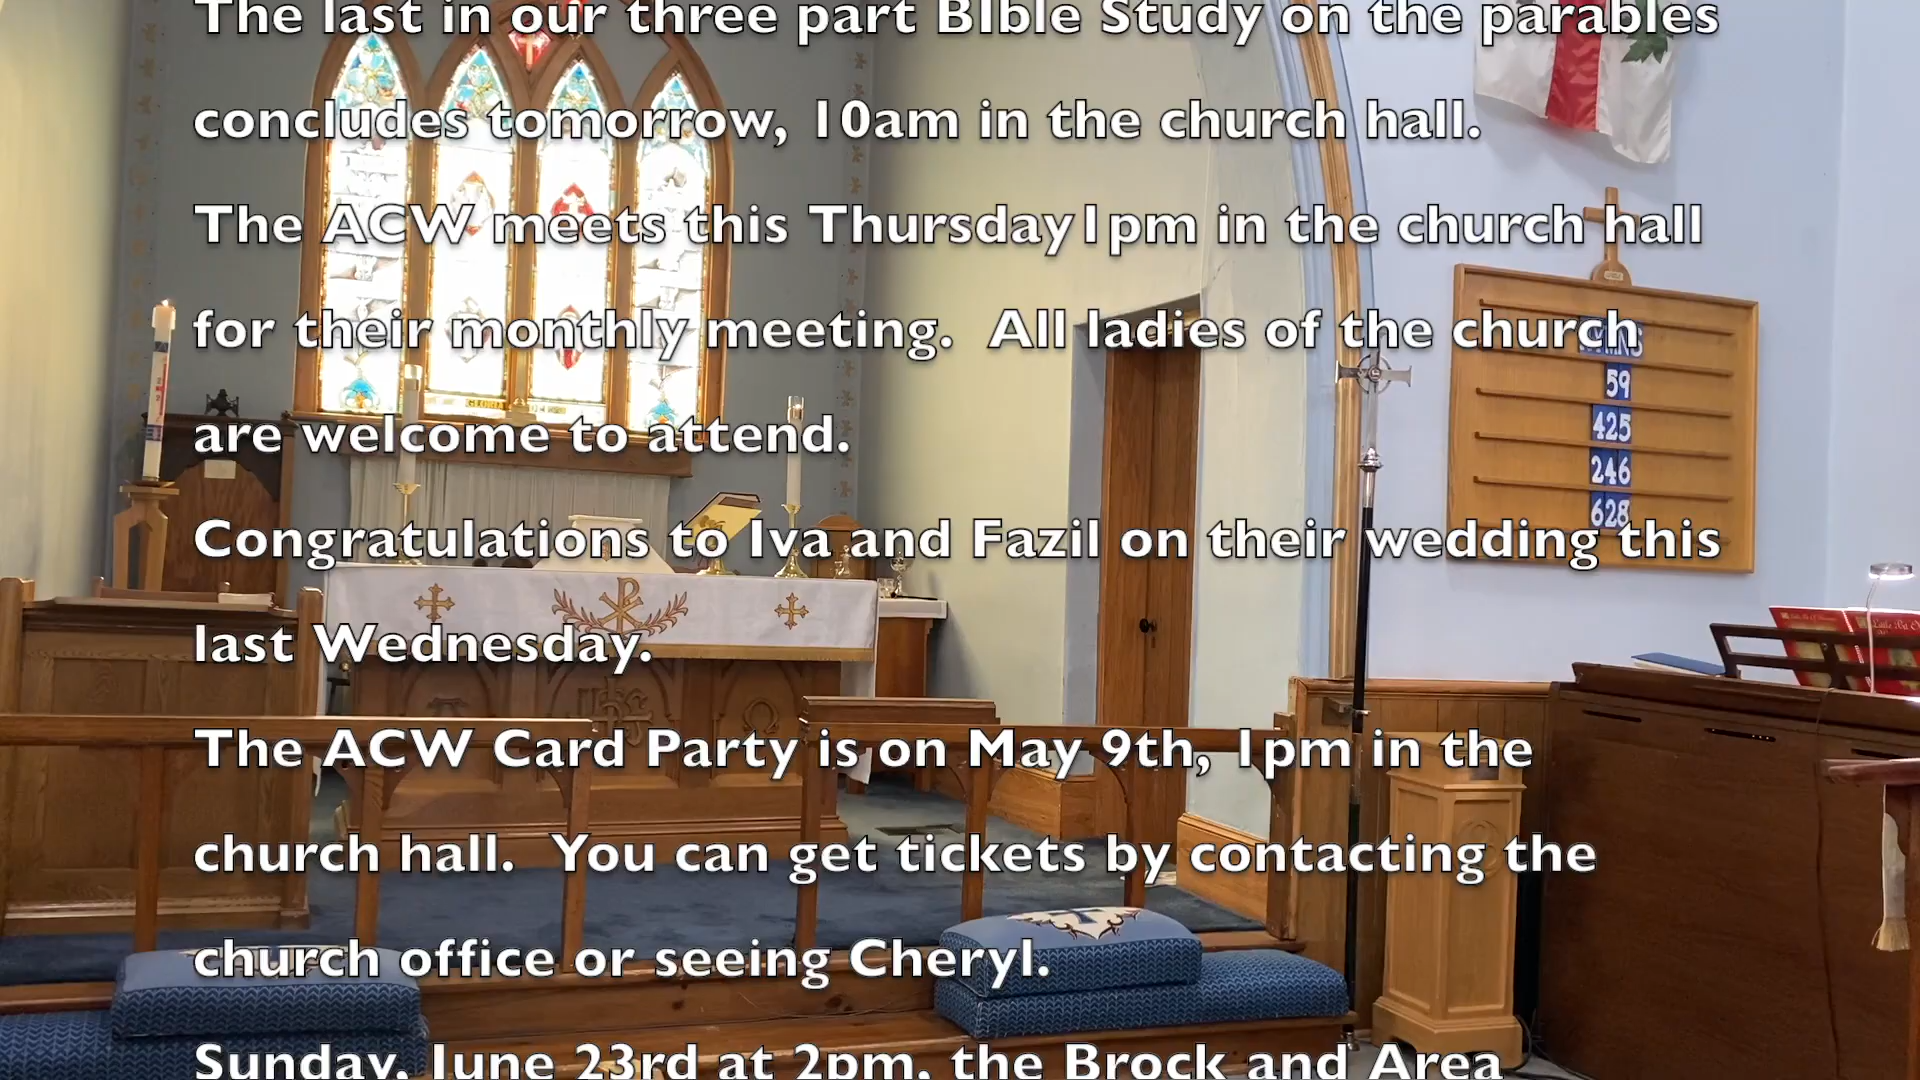 The last in our three part BIble Study on the parables
concludes tomorrow, 10am in the church hall.
The ACW meets this Thursday1pm in the church hall
for their monthly meeting.  All ladies of the church
are welcome to attend.
Congratulations to Iva and Fazil on their wedding this
last Wednesday.
The ACW Card Party is on May 9th, 1pm in the
church hall.  You can get tickets by contacting the
church office or seeing Cheryl.
Sunday, June 23rd at 2pm, the Brock and Area
HYMNS
59
425
246
628
GLORIA